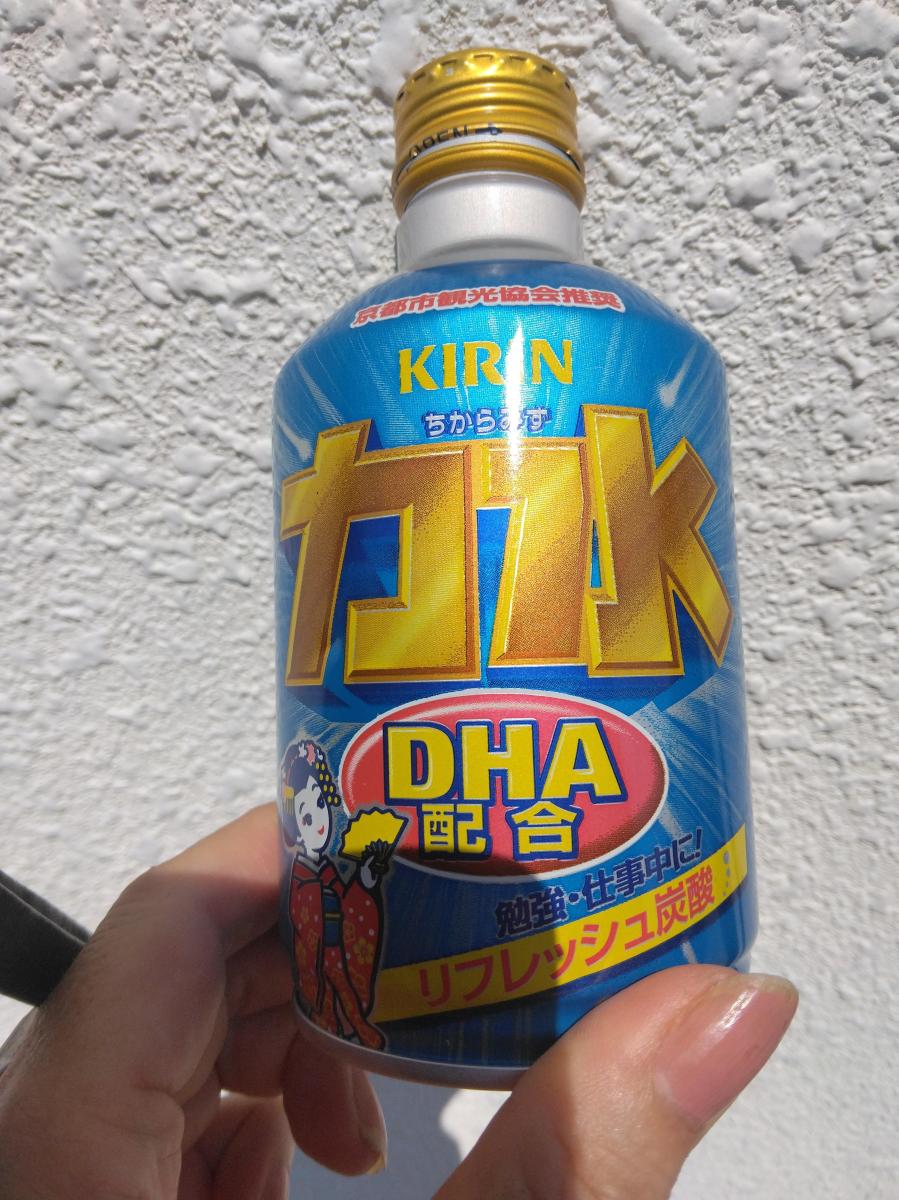 OPEN
京都市観光協会推奨
KIRIN
ちからみず
力水
DHA
配合
勉強・仕事中に!
リフレッシュ炭酸